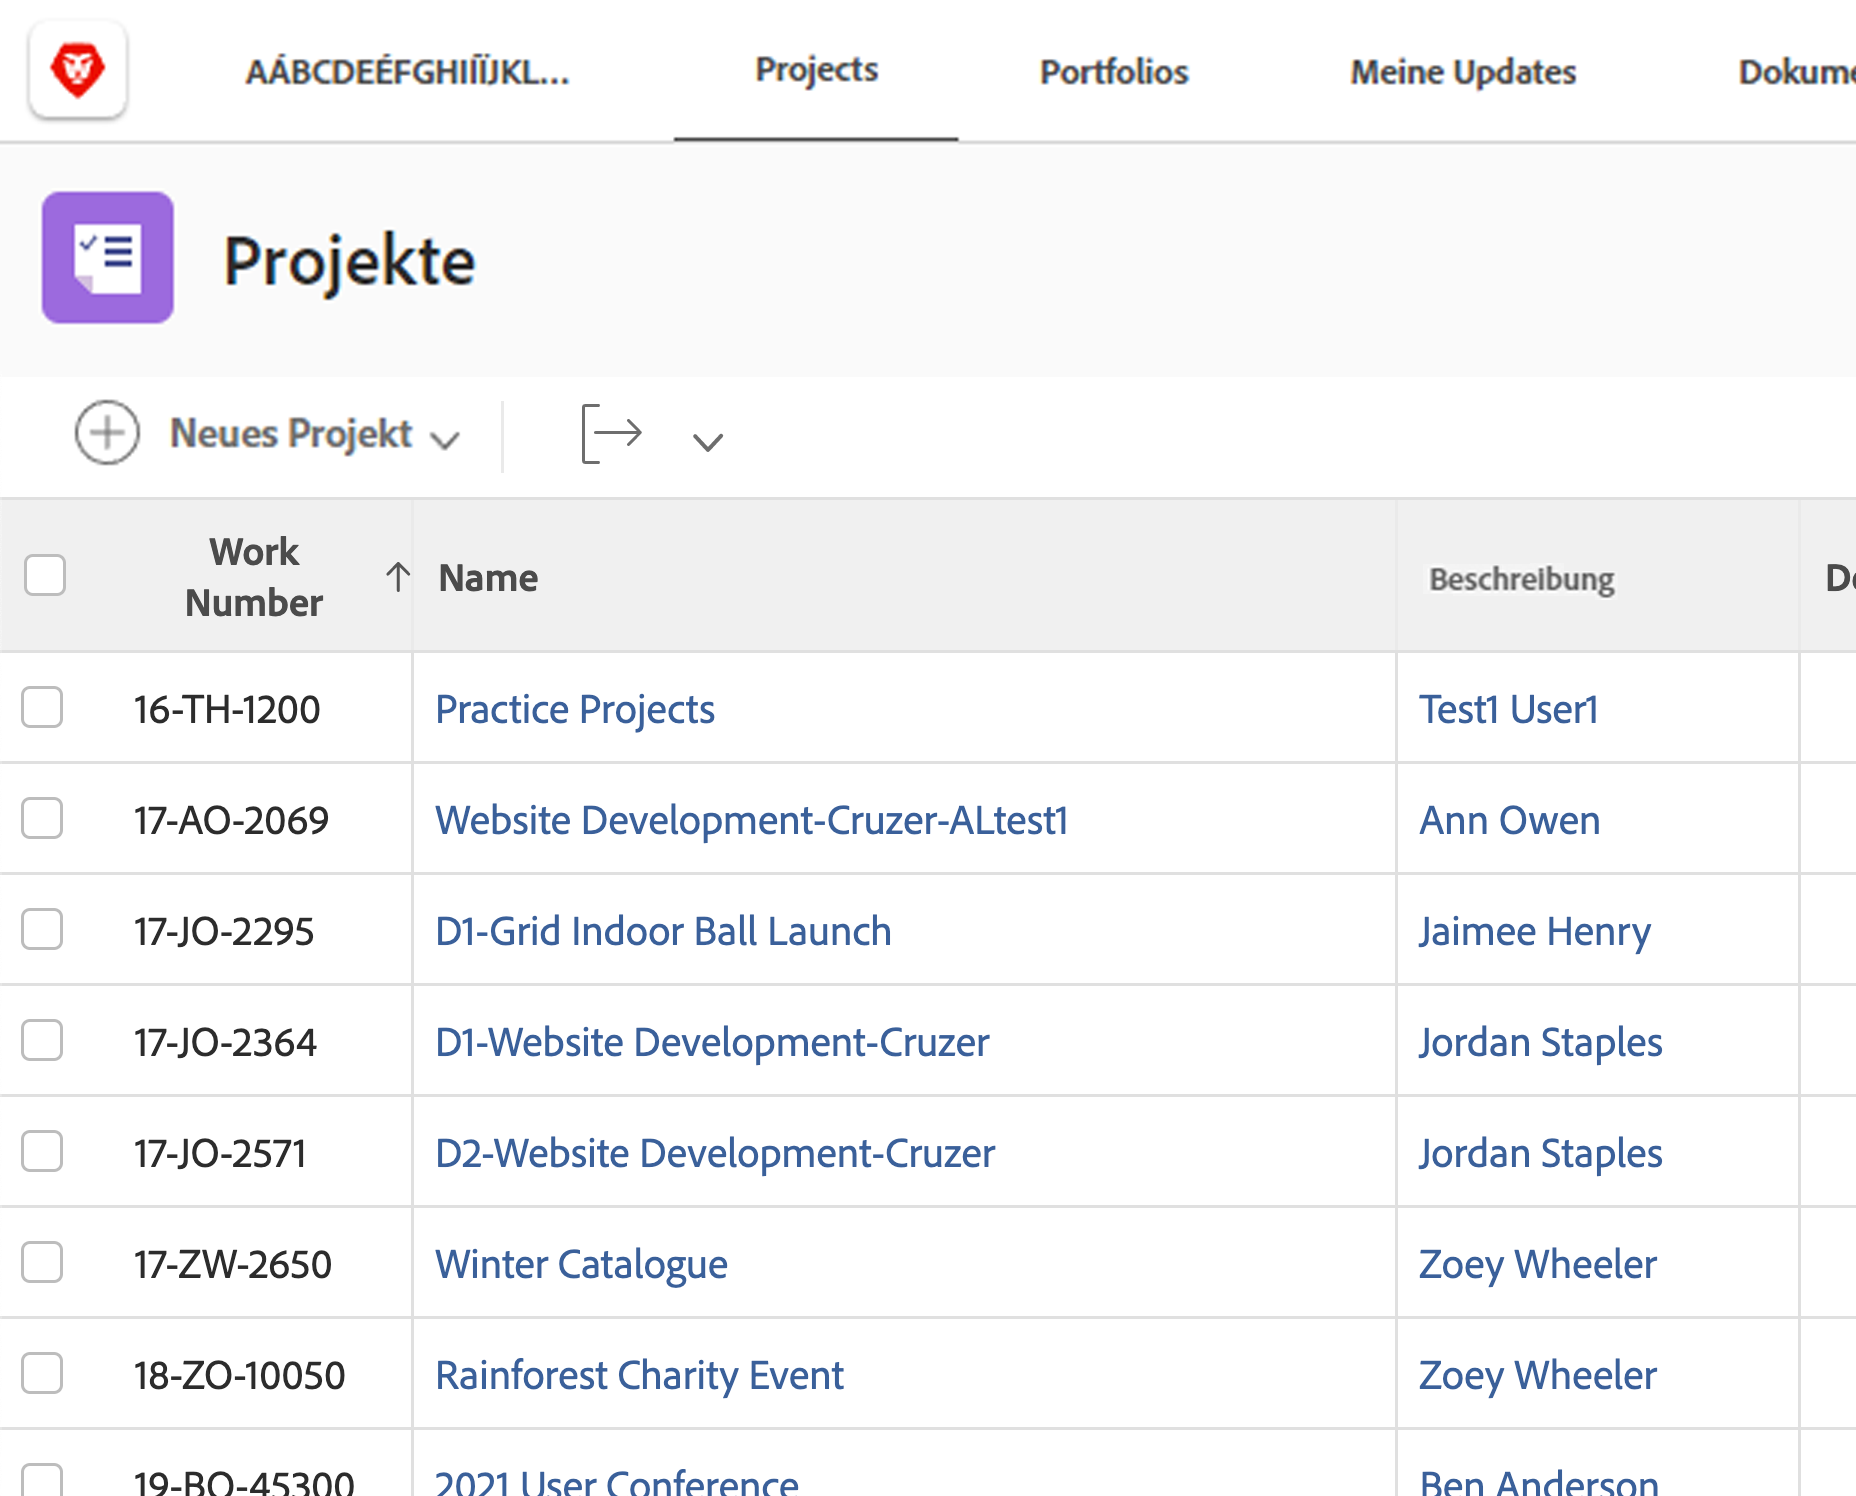 AÁBCDEÉFGHIÍÏĲJKL... Projects Portfolios Meine Updates
Projekte
Neues Projekt
Work Number Name Beschreibung
16-TH-1200 Practice Projects Test1 User1
17-AO-2069 Website Development-Cruzer-ALtest1 Ann Owen
17-JO-2295 D1-Grid Indoor Ball Launch Jaimee Henry
17-JO-2364 D1-Website Development-Cruzer Jordan Staples
17-JO-2571 D2-Website Development-Cruzer Jordan Staples
17-ZW-2650 Winter Catalogue Zoey Wheeler
18-ZO-10050 Rainforest Charity Event Zoey Wheeler
19-BO-45300 2021 User Conference Ben Anderson